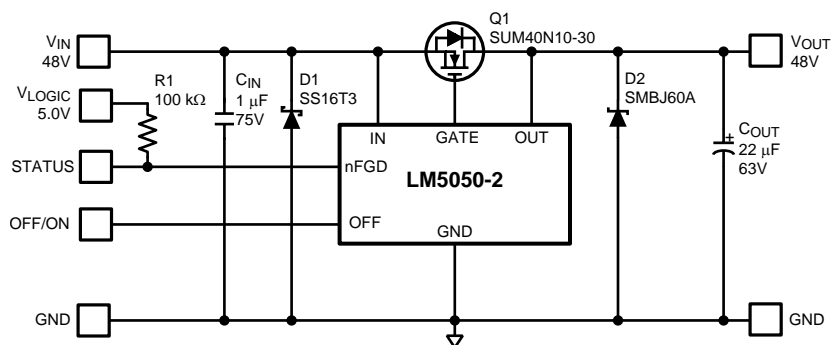 Q1
SUM40N10-30
VIN
48V
VOUT
48V
VLOGIC
5.0V
R1
100 kΩ
CIN
1 μF
75V
D1
SS16T3
D2
SMBJ60A
COUT
22 μF
63V
+
IN
GATE
OUT
STATUS
nFGD
LM5050-2
OFF/ON
OFF
GND
GND
GND